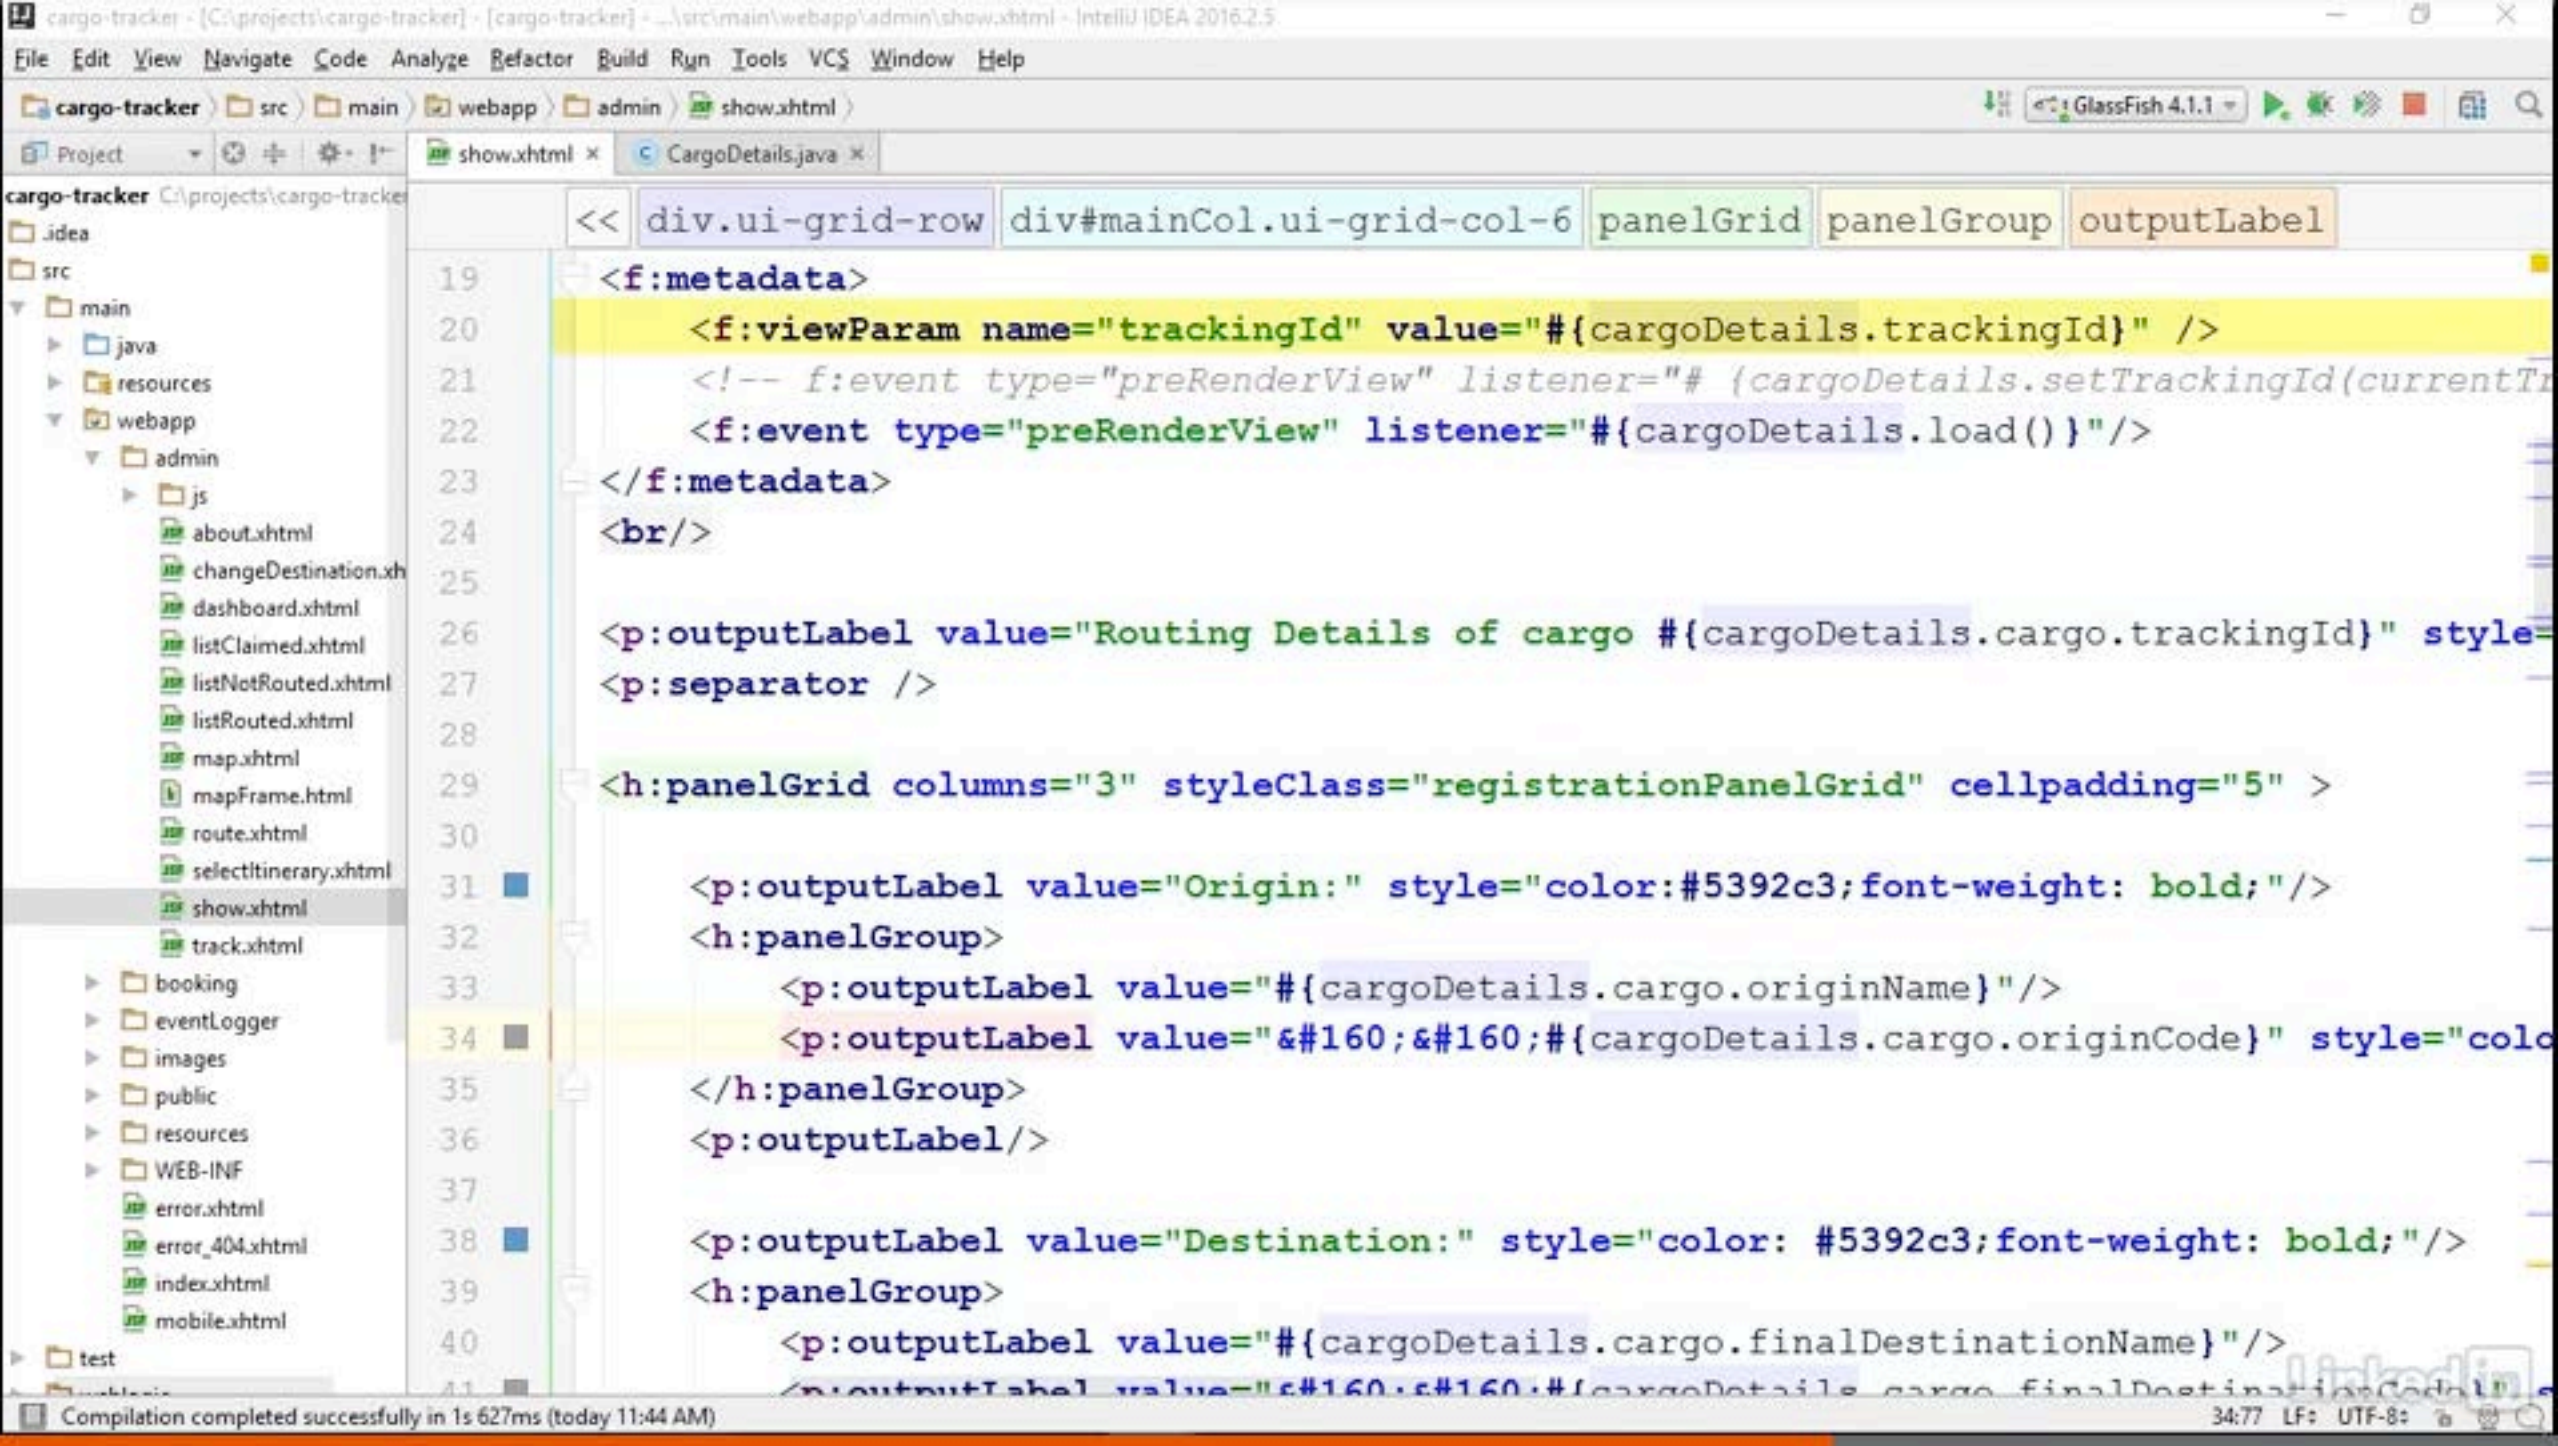 cargo-tracker - [C:\projects\cargo-tracker] - [cargo-tracker] - ...\src\main\webapp\admin\show.xhtml - IntelliJ IDEA 2016.2.5
File Edit View Navigate Code Analyze Refactor Build Run Tools VCS Window Help
cargo-tracker src main webapp admin show.xhtml GlassFish 4.1.1
Project show.xhtml CargoDetails.java
<< div.ui-grid-row div#mainCol.ui-grid-col-6 panelGrid panelGroup outputLabel
cargo-tracker C:\projects\cargo-tracker
.idea
src
main
java
resources
webapp
admin
js
about.xhtml
changeDestination.xh
dashboard.xhtml
listClaimed.xhtml
listNotRouted.xhtml
listRouted.xhtml
map.xhtml
mapFrame.html
route.xhtml
selectItinerary.xhtml
show.xhtml
track.xhtml
booking
eventLogger
images
public
resources
WEB-INF
error.xhtml
error_404.xhtml
index.xhtml
mobile.xhtml
test
19 <f:metadata>
20 <f:viewParam name="trackingId" value="#{cargoDetails.trackingId}" />
21 <!-- f:event type="preRenderView" listener="# {cargoDetails.setTrackingId(currentTr
22 <f:event type="preRenderView" listener="#{cargoDetails.load()}"/>
23 </f:metadata>
24 <br/>
25
26 <p:outputLabel value="Routing Details of cargo #{cargoDetails.cargo.trackingId}" style=
27 <p:separator />
28
29 <h:panelGrid columns="3" styleClass="registrationPanelGrid" cellpadding="5" >
30
31 <p:outputLabel value="Origin:" style="color:#5392c3;font-weight: bold;"/>
32 <h:panelGroup>
33 <p:outputLabel value="#{cargoDetails.cargo.originName}"/>
34 <p:outputLabel value="&#160;&#160;#{cargoDetails.cargo.originCode}" style="colo
35 </h:panelGroup>
36 <p:outputLabel/>
37
38 <p:outputLabel value="Destination:" style="color: #5392c3;font-weight: bold;"/>
39 <h:panelGroup>
40 <p:outputLabel value="#{cargoDetails.cargo.finalDestinationName}"/>
41 <p:outputLabel value="&#160;&#160;#{cargoDetails.cargo.finalDestinationCode}" s
Linked in
Compilation completed successfully in 1s 627ms (today 11:44 AM) 34:77 LF UTF-8